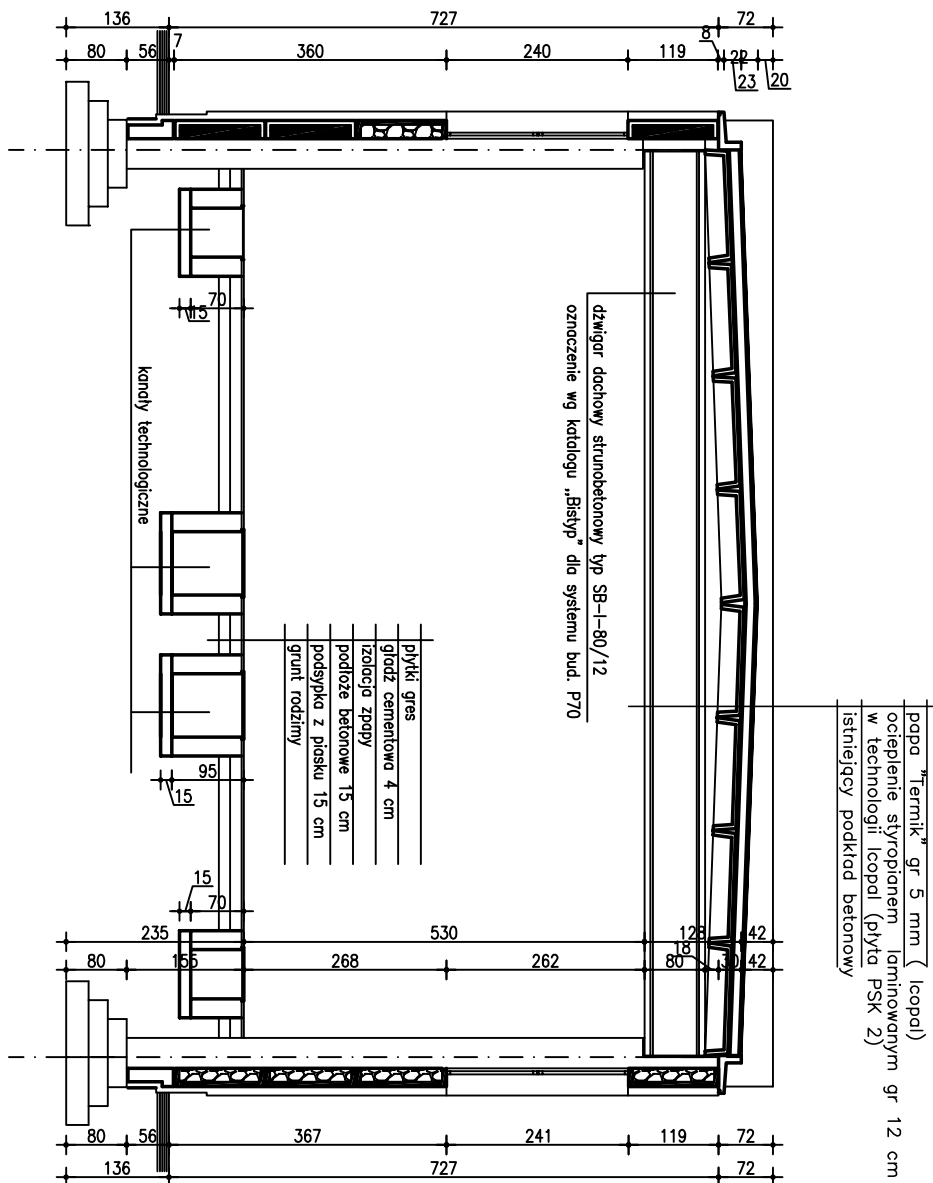 136 727 72
80 56 7 360 240 119 8 22 23 20
15 70
kanały technologiczne
dźwigar dachowy strunobetonowy typ SB-I-80/12
oznaczenie wg katalogu „Bistyp" dla systemu bud. P70
płytki gres
gładź cementowa 4 cm
izolacja zpapy
podłoże betonowe 15 cm
podsypka z piasku 15 cm
grunt rodzimy
papa "Termik" gr 5 mm ( Icopal)
ocieplenie styropianem laminowanym gr 12 cm
w technologii Icopal (płyta PSK 2)
istniejący podkład betonowy
15 95
15 70
235 530 128 42
80 155 268 262 80 18 30 42
80 56 367 241 119 72
136 727 72